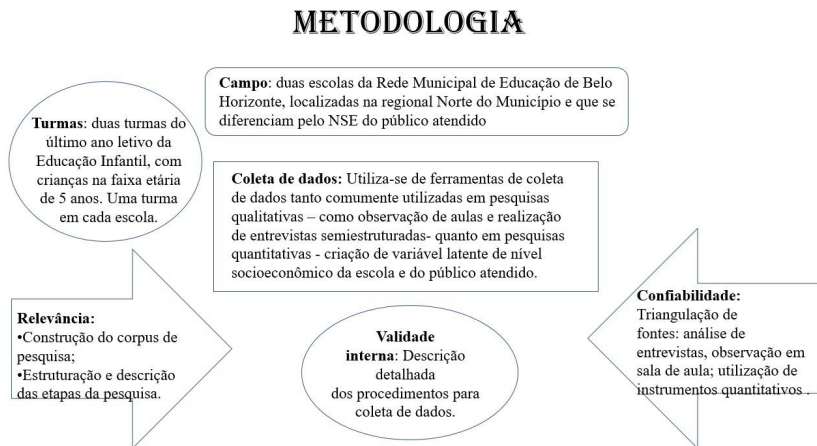 METODOLOGIA
Campo: duas escolas da Rede Municipal de Educação de Belo
Horizonte, localizadas na regional Norte do Município e que se
diferenciam pelo NSE do público atendido
Turmas: duas turmas do
último ano letivo da
Educação Infantil, com
crianças na faixa etária
de 5 anos. Uma turma
em cada escola.
Coleta de dados: Utiliza-se de ferramentas de coleta
de dados tanto comumente utilizadas em pesquisas
qualitativas – como observação de aulas e realização
de entrevistas semiestruturadas- quanto em pesquisas
quantitativas - criação de variável latente de nível
socioeconômico da escola e do público atendido.
Relevância:
•Construção do corpus de
pesquisa;
•Estruturação e descrição
das etapas da pesquisa.
Validade
interna: Descrição
detalhada
dos procedimentos para
coleta de dados.
Confiabilidade:
Triangulação de
fontes: análise de
entrevistas, observação em
sala de aula; utilização de
instrumentos quantitativos .